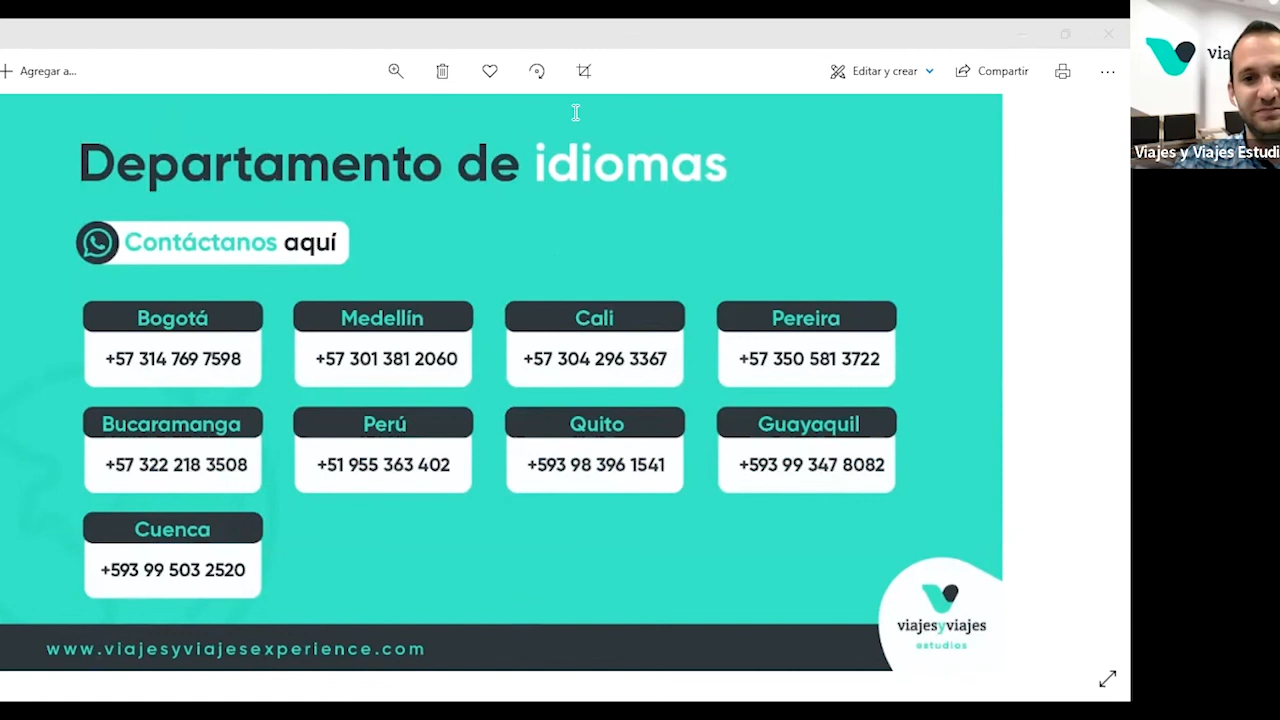 Agregar a...
Editar y crear
Compartir
Departamento de idiomas
Contáctanos aquí
Bogotá
+57 314 769 7598
Medellín
+57 301 381 2060
Cali
+57 304 296 3367
Pereira
+57 350 581 3722
Bucaramanga
+57 322 218 3508
Perú
+51 955 363 402
Quito
+593 98 396 1541
Guayaquil
+593 99 347 8082
Cuenca
+593 99 503 2520
www.viajesyviajesexperience.com
viajesyviajes
estudios
via
Viajes y Viajes Estudi